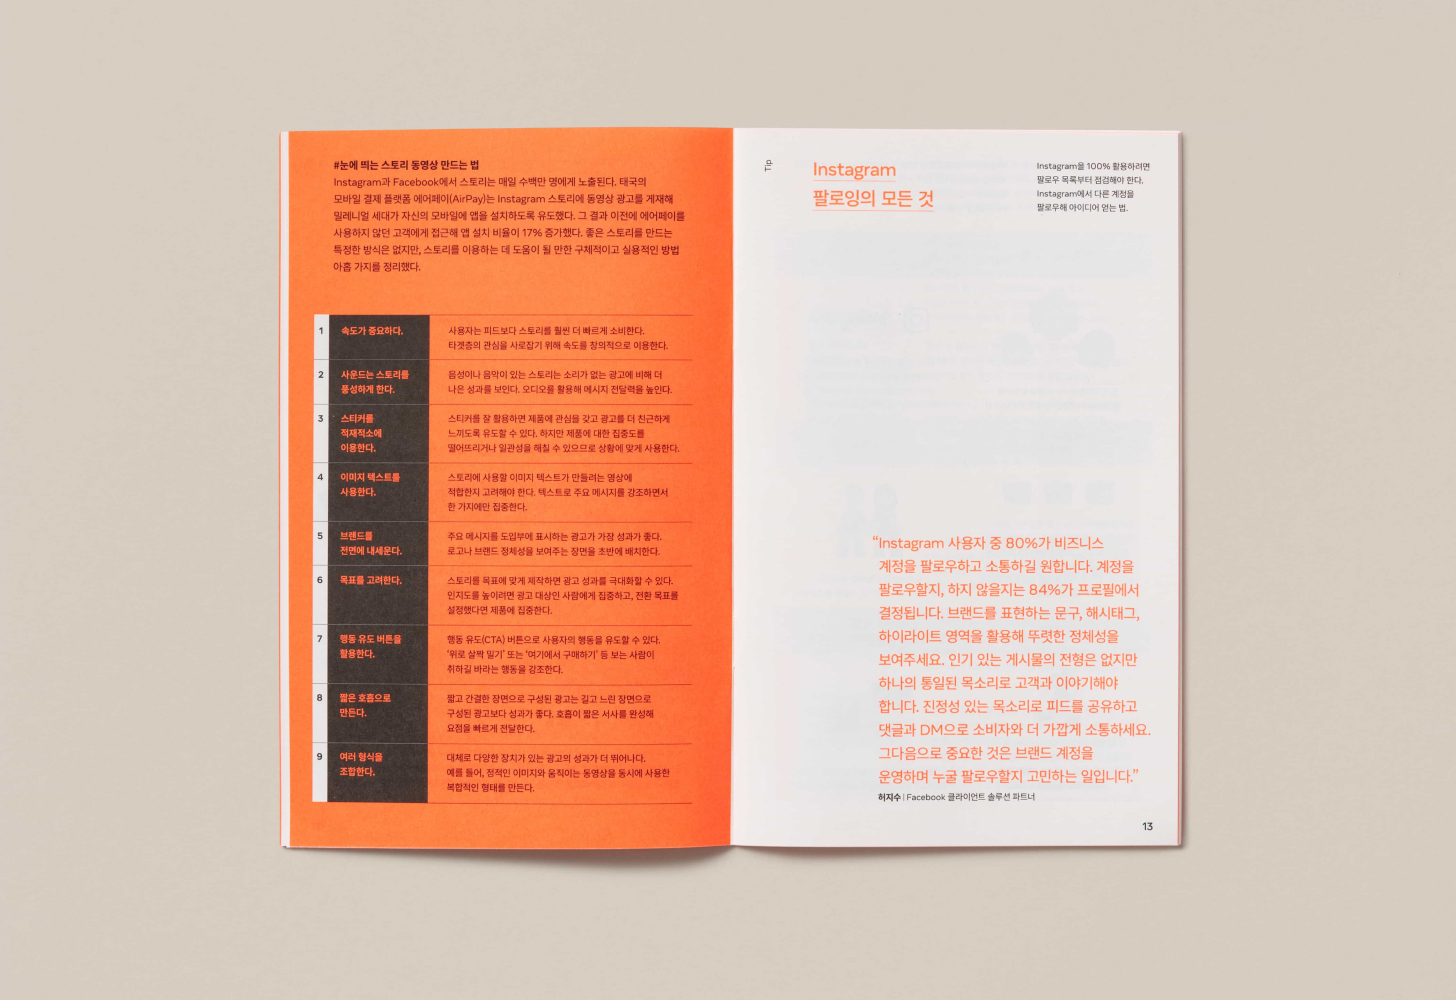 #눈에 띄는 스토리 동영상 만드는 법
Instagram과 Facebook에서 스토리는 매일 수백만 명에게 노출된다. 태국의
모바일 결제 플랫폼 에어페이(AirPay)는 Instagram 스토리에 동영상 광고를 게재해
밀레니얼 세대가 자신의 모바일에 앱을 설치하도록 유도했다. 그 결과 이전에 에어페이를
사용하지 않던 고객에게 접근해 앱 설치 비율이 17% 증가했다. 좋은 스토리를 만드는
특정한 방식은 없지만, 스토리를 이용하는 데 도움이 될 만한 구체적이고 실용적인 방법
아홉 가지를 정리했다.
1
속도가 중요하다.
사용자는 피드보다 스토리를 훨씬 더 빠르게 소비한다.
타겟층의 관심을 사로잡기 위해 속도를 창의적으로 이용한다.
2
사운드는 스토리를
풍성하게 한다.
음성이나 음악이 있는 스토리는 소리가 없는 광고에 비해 더
나은 성과를 보인다. 오디오를 활용해 메시지 전달력을 높인다.
3
스티커를
적재적소에
이용한다.
스티커를 잘 활용하면 제품에 관심을 갖고 광고를 더 친근하게
느끼도록 유도할 수 있다. 하지만 제품에 대한 집중도를
떨어뜨리거나 일관성을 해칠 수 있으므로 상황에 맞게 사용한다.
4
이미지 텍스트를
사용한다.
스토리에 사용할 이미지 텍스트가 만들려는 영상에
적합한지 고려해야 한다. 텍스트로 주요 메시지를 강조하면서
한 가지에만 집중한다.
5
브랜드를
전면에 내세운다.
주요 메시지를 도입부에 표시하는 광고가 가장 성과가 좋다.
로고나 브랜드 정체성을 보여주는 장면을 초반에 배치한다.
6
목표를 고려한다.
스토리를 목표에 맞게 제작하면 광고 성과를 극대화할 수 있다.
인지도를 높이려면 광고 대상인 사람에게 집중하고, 전환 목표를
설정했다면 제품에 집중한다.
7
행동 유도 버튼을
활용한다.
행동 유도(CTA) 버튼으로 사용자의 행동을 유도할 수 있다.
‘위로 살짝 밀기’ 또는 ‘여기에서 구매하기’ 등 보는 사람이
취하길 바라는 행동을 강조한다.
8
짧은 호흡으로
만든다.
짧고 간결한 장면으로 구성된 광고는 길고 느린 장면으로
구성된 광고보다 성과가 좋다. 호흡이 짧은 서사를 완성해
요점을 빠르게 전달한다.
9
여러 형식을
조합한다.
대체로 다양한 장치가 있는 광고의 성과가 더 뛰어나다.
예를 들어, 정적인 이미지와 움직이는 동영상을 동시에 사용한
복합적인 형태를 만든다.
Tip
Instagram
팔로잉의 모든 것
Instagram을 100% 활용하려면
팔로우 목록부터 점검해야 한다.
Instagram에서 다른 계정을
팔로우해 아이디어 얻는 법.
“Instagram 사용자 중 80%가 비즈니스
계정을 팔로우하고 소통하길 원합니다. 계정을
팔로우할지, 하지 않을지는 84%가 프로필에서
결정됩니다. 브랜드를 표현하는 문구, 해시태그,
하이라이트 영역을 활용해 뚜렷한 정체성을
보여주세요. 인기 있는 게시물의 전형은 없지만
하나의 통일된 목소리로 고객과 이야기해야
합니다. 진정성 있는 목소리로 피드를 공유하고
댓글과 DM으로 소비자와 더 가깝게 소통하세요.
그다음으로 중요한 것은 브랜드 계정을
운영하며 누굴 팔로우할지 고민하는 일입니다.”
허지수 | Facebook 클라이언트 솔루션 파트너
13